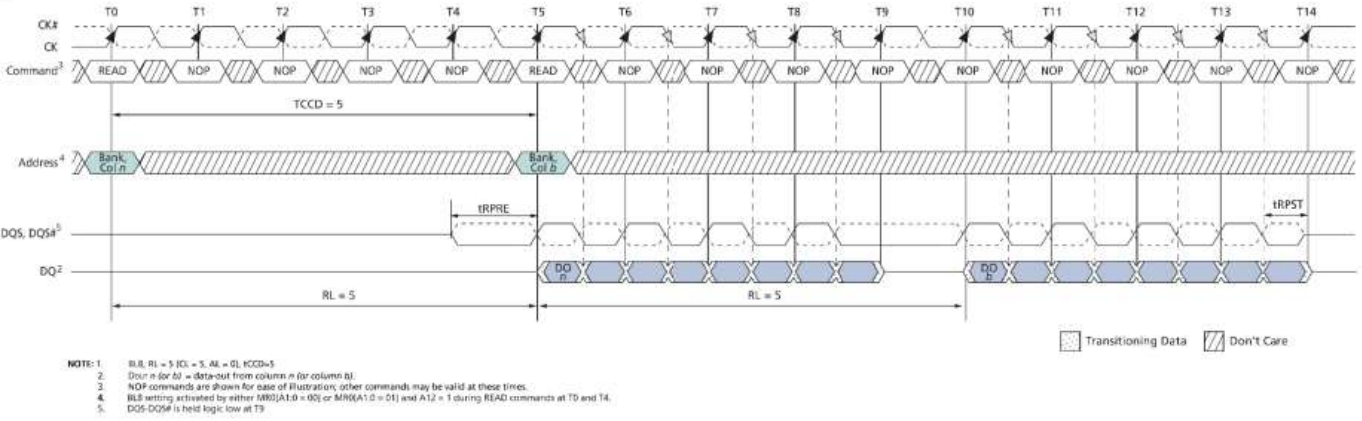 T0 T1 T2 T3 T4 T5 T6 T7 T8 T9 T10 T11 T12 T13 T14
CK#
CK
Command3 READ NOP NOP NOP NOP READ NOP NOP NOP NOP NOP NOP NOP NOP NOP
TCCD = 5
Address4 Bank, Col n Bank, Col b
tRPRE tRPST
DQS, DQS#5
DQ2 DO n DO b
RL = 5 RL = 5
Transitioning Data Don't Care
NOTE: 1. BL8, RL = 5 (CL = 5, AL = 0), tCCD=5
2. Dout n (or b) = data-out from column n (or column b).
3. NOP commands are shown for ease of illustration; other commands may be valid at these times.
4. BL8 setting activated by either MR0[A1:0 = 00] or MR0[A1:0 = 01] and A12 = 1 during READ commands at T0 and T4.
5. DQS-DQS# is held logic low at T9